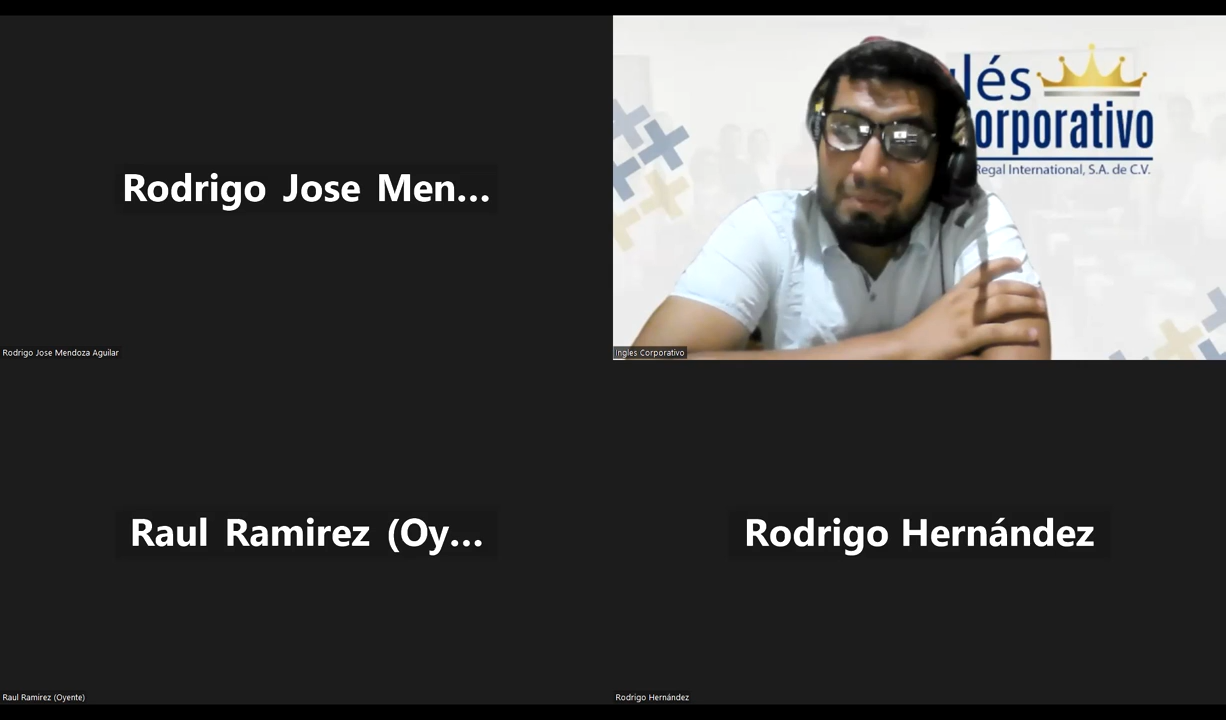 Rodrigo Jose Men...
Rodrigo Jose Mendoza Aguilar
lés
orporativo
Regal International, S.A. de C.V.
Ingles Corporativo
Raul Ramirez (Oy...
Raul Ramirez (Oyente)
Rodrigo Hernández
Rodrigo Hernández